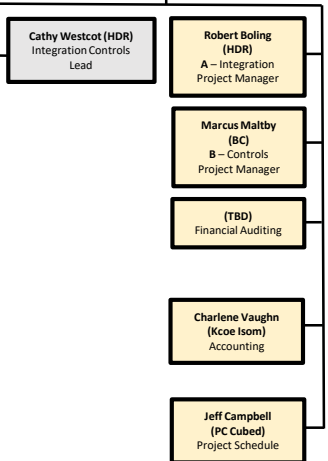 Cathy Westcot (HDR)
Integration Controls
Lead
Robert Boling
(HDR)
A – Integration
Project Manager
Marcus Maltby
(BC)
B – Controls
Project Manager
(TBD)
Financial Auditing
Charlene Vaughn
(Kcoe Isom)
Accounting
Jeff Campbell
(PC Cubed)
Project Schedule